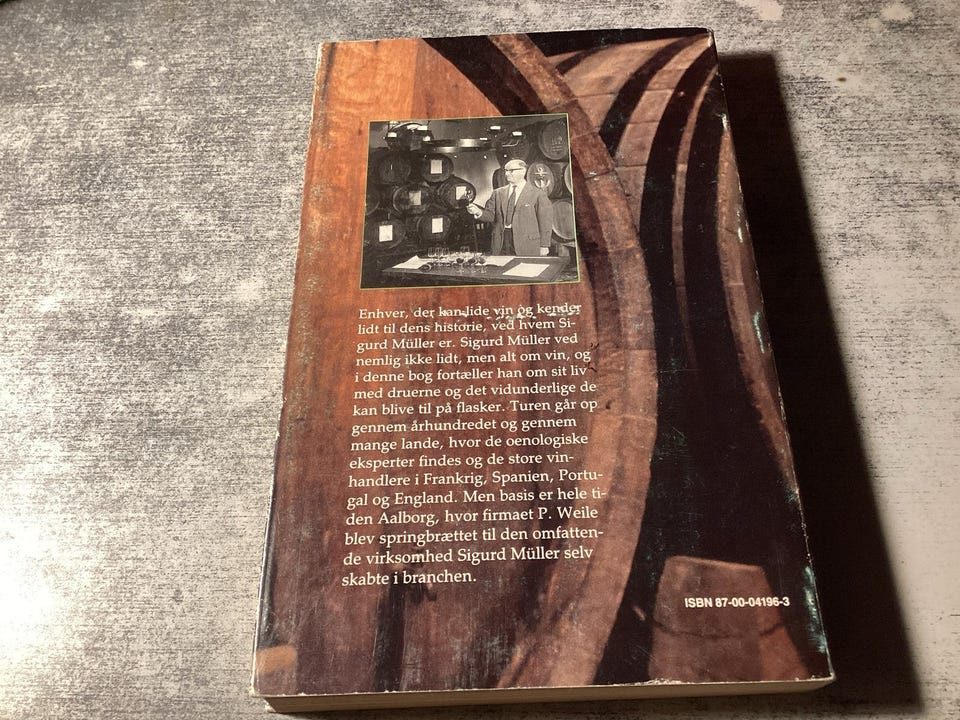 Enhver, der kan lide vin og kender
lidt til dens historie, ved hvem Si-
gurd Müller er. Sigurd Müller ved
nemlig ikke lidt, men alt om vin, og
i denne bog fortæller han om sit liv
med druerne og det vidunderlige de
kan blive til på flasker. Turen går op
gennem århundredet og gennem
mange lande, hvor de oenologiske
eksperter findes og de store vin-
handlere i Frankrig, Spanien, Portu-
gal og England. Men basis er hele ti-
den Aalborg, hvor firmaet P. Weile
blev springbrættet til den omfatten-
de virksomhed Sigurd Müller selv
skabte i branchen.
ISBN 87-00-04196-3